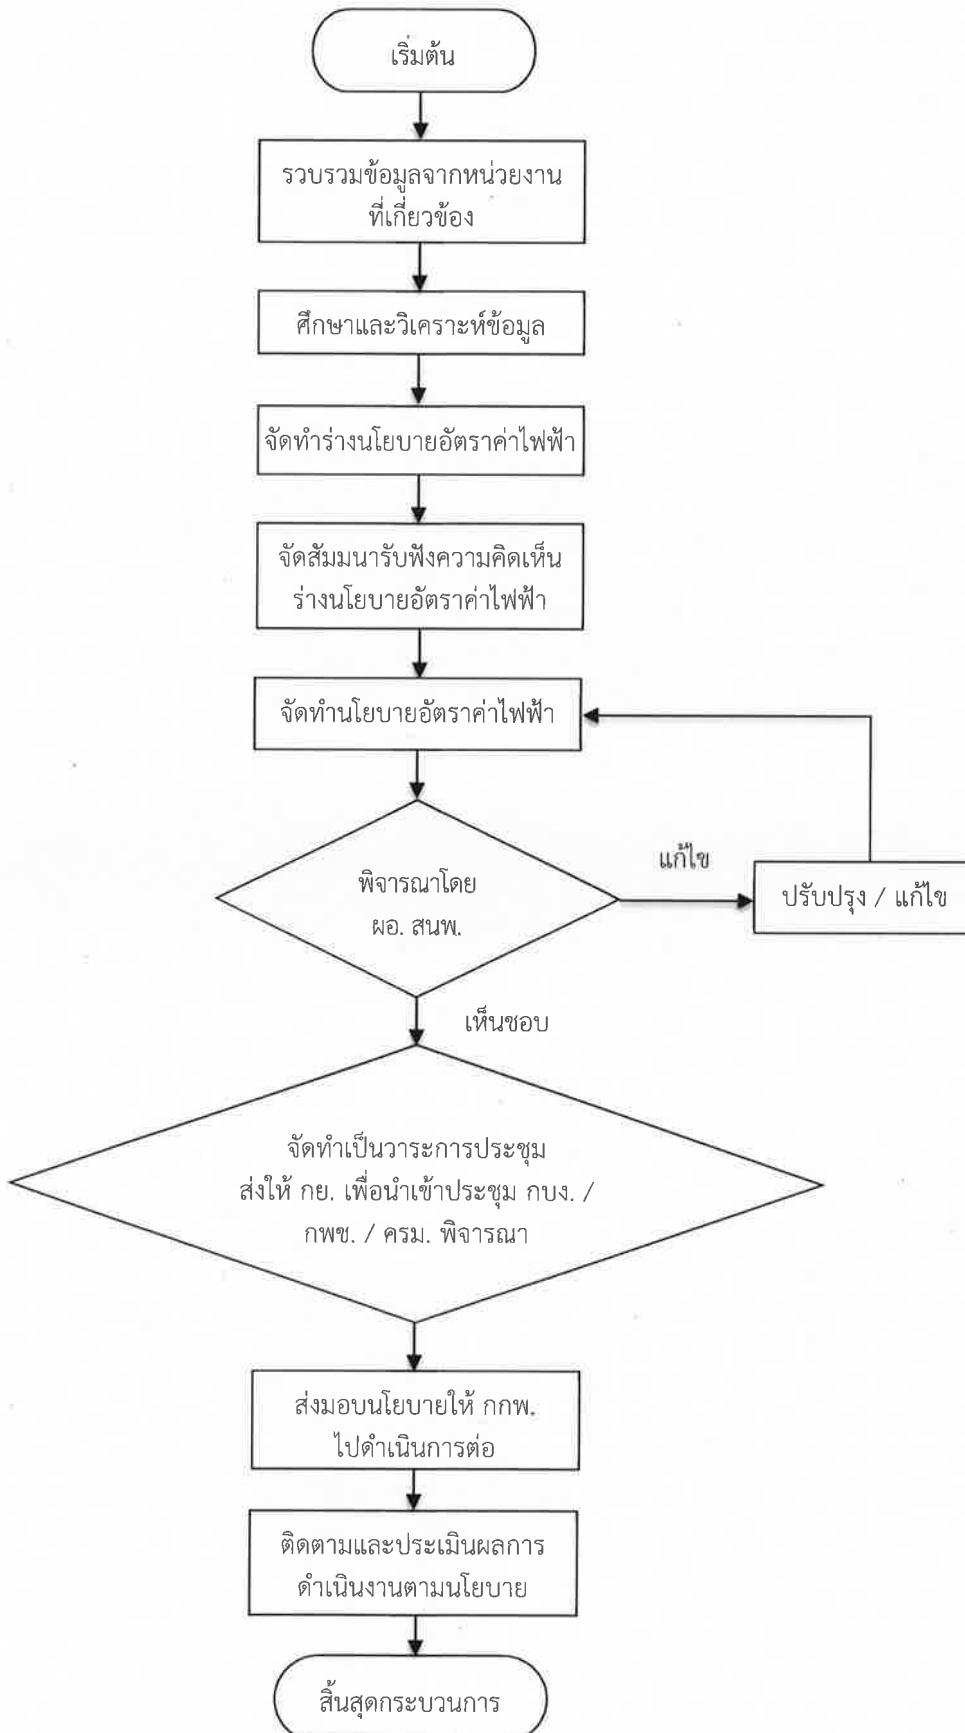 เริ่มต้น
รวบรวมข้อมูลจากหน่วยงาน
ที่เกี่ยวข้อง
ศึกษาและวิเคราะห์ข้อมูล
จัดทำร่างนโยบายอัตราค่าไฟฟ้า
จัดสัมมนารับฟังความคิดเห็น
ร่างนโยบายอัตราค่าไฟฟ้า
จัดทำนโยบายอัตราค่าไฟฟ้า
พิจารณาโดย
ผอ. สนพ.
แก้ไข
ปรับปรุง / แก้ไข
เห็นชอบ
จัดทำเป็นวาระการประชุม
ส่งให้ กย. เพื่อนำเข้าประชุม กบง. /
กพช. / ครม. พิจารณา
ส่งมอบนโยบายให้ กกพ.
ไปดำเนินการต่อ
ติดตามและประเมินผลการ
ดำเนินงานตามนโยบาย
สิ้นสุดกระบวนการ